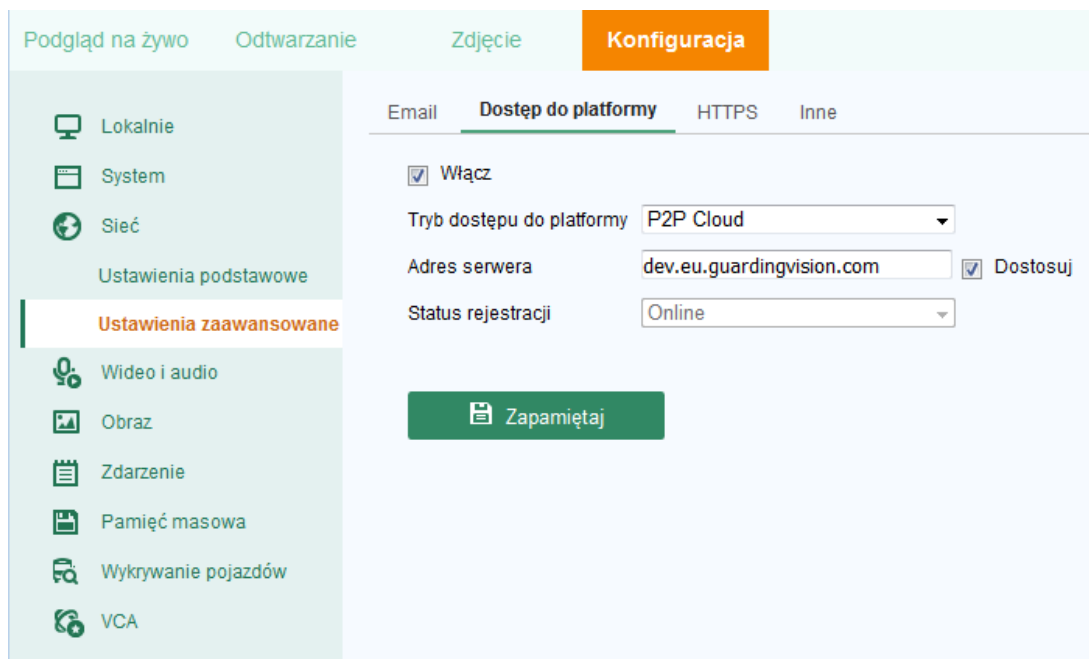 Podgląd na żywo Odtwarzanie Zdjęcie Konfiguracja
Lokalnie
System
Sieć
Ustawienia podstawowe
Ustawienia zaawansowane
Wideo i audio
Obraz
Zdarzenie
Pamięć masowa
Wykrywanie pojazdów
VCA
Email Dostęp do platformy HTTPS Inne
Włącz
Tryb dostępu do platformy P2P Cloud
Adres serwera dev.eu.guardingvision.com Dostosuj
Status rejestracji Online
Zapamiętaj